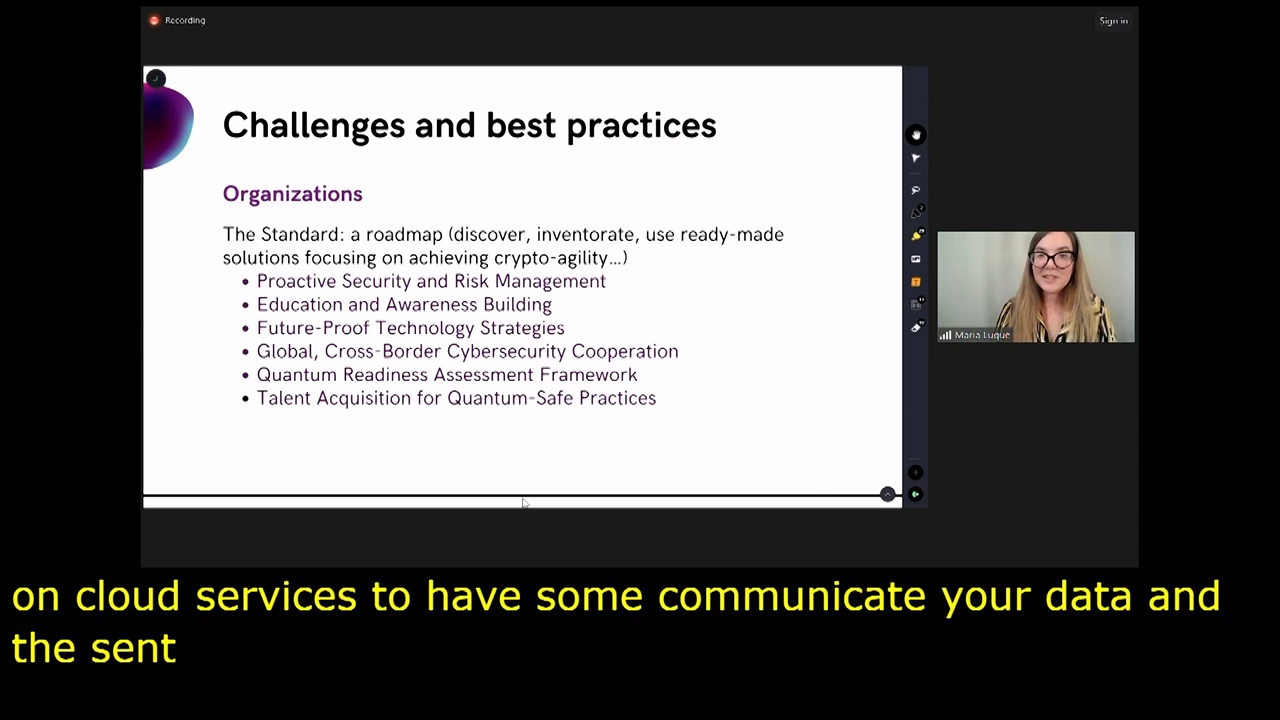 Recording
Sign in
Challenges and best practices
Organizations
The Standard: a roadmap (discover, inventorate, use ready-made
solutions focusing on achieving crypto-agility...)
• Proactive Security and Risk Management
• Education and Awareness Building
• Future-Proof Technology Strategies
• Global, Cross-Border Cybersecurity Cooperation
• Quantum Readiness Assessment Framework
• Talent Acquisition for Quantum-Safe Practices
Maria Luque
on cloud services to have some communicate your data and
the sent